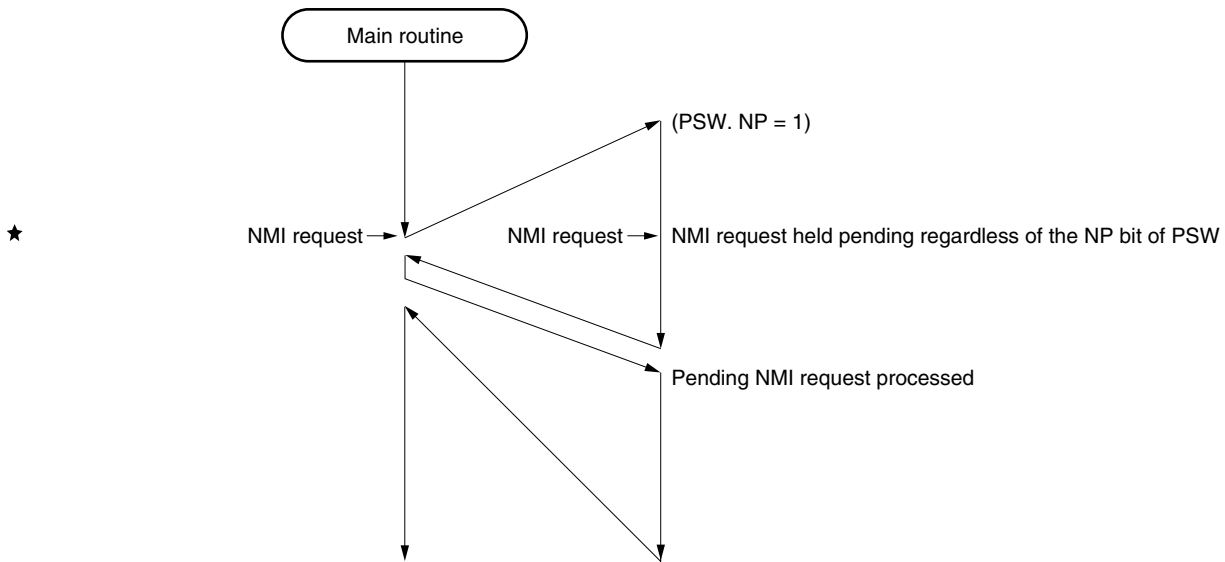 Main routine
(PSW. NP = 1)
NMI request
NMI request
NMI request held pending regardless of the NP bit of PSW
Pending NMI request processed